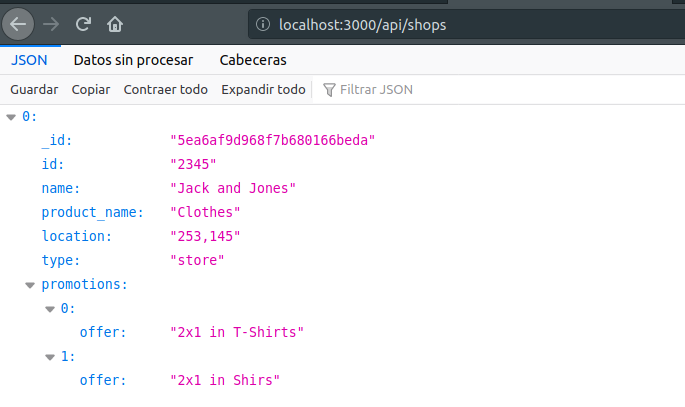 localhost:3000/api/shops
JSON Datos sin procesar Cabeceras
Guardar Copiar Contraer todo Expandir todo Filtrar JSON
0:
_id: "5ea6af9d968f7b680166beda"
id: "2345"
name: "Jack and Jones"
product_name: "Clothes"
location: "253,145"
type: "store"
promotions:
0:
offer: "2x1 in T-Shirts"
1:
offer: "2x1 in Shirs"